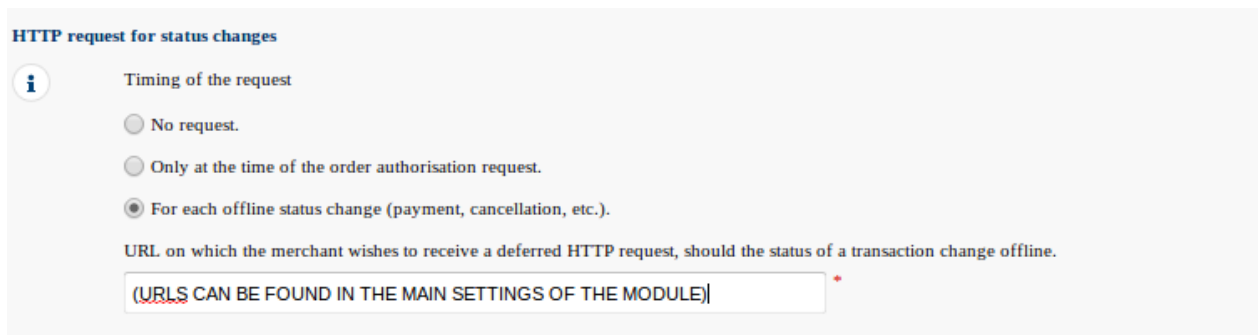 HTTP request for status changes
i
Timing of the request
No request.
Only at the time of the order authorisation request.
For each offline status change (payment, cancellation, etc.).
URL on which the merchant wishes to receive a deferred HTTP request, should the status of a transaction change offline.
(URLS CAN BE FOUND IN THE MAIN SETTINGS OF THE MODULE)
*